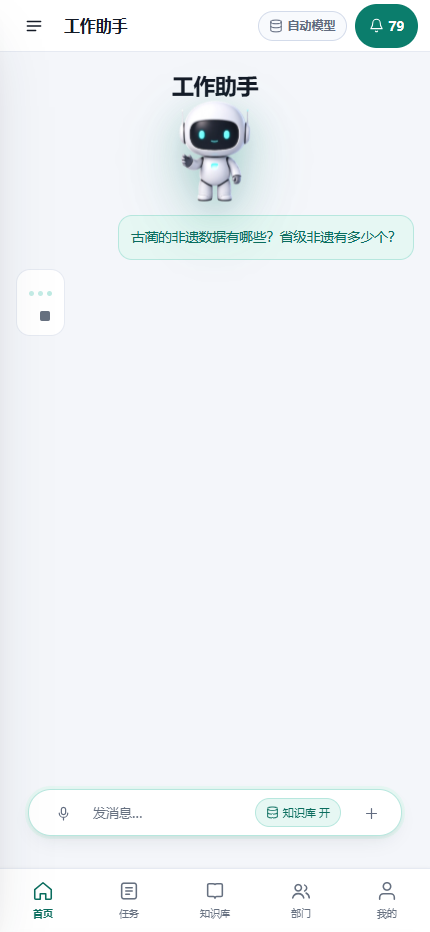 工作助手
自动模型
79
工作助手
古蔺的非遗数据有哪些？省级非遗有多少个？
发消息...
知识库 开
首页
任务
知识库
部门
我的